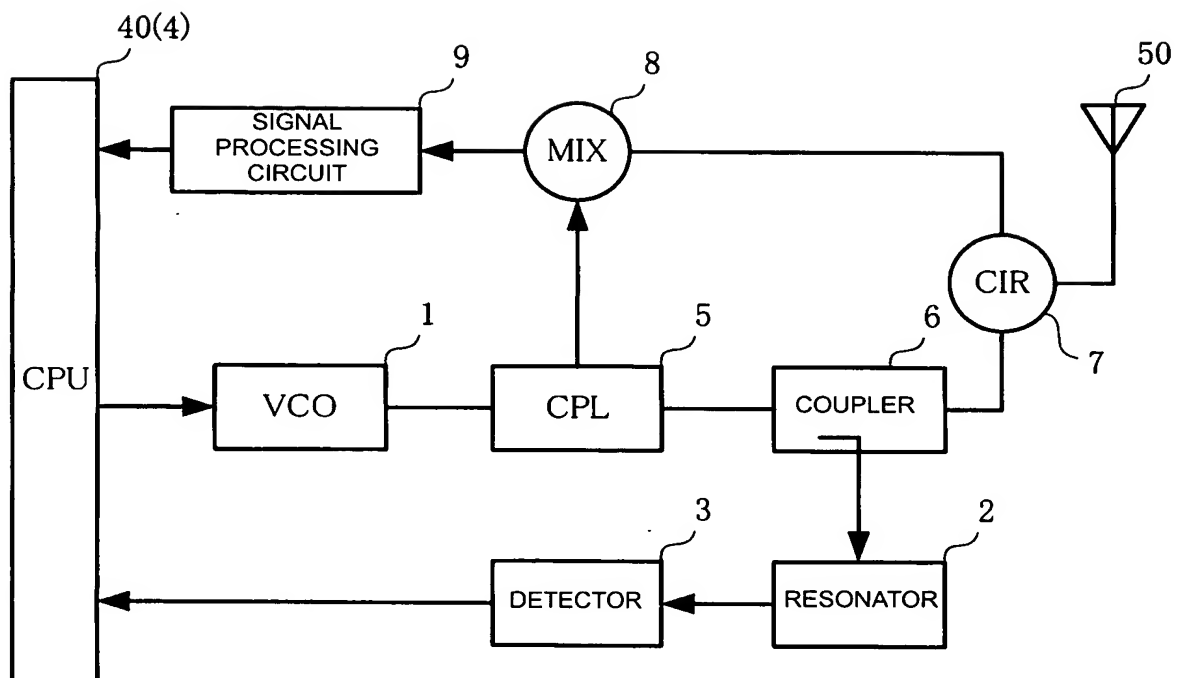 40(4)
9
8
50
SIGNAL
PROCESSING
CIRCUIT
MIX
CIR
7
1
5
6
CPU
VCO
CPL
COUPLER
3
2
DETECTOR
RESONATOR